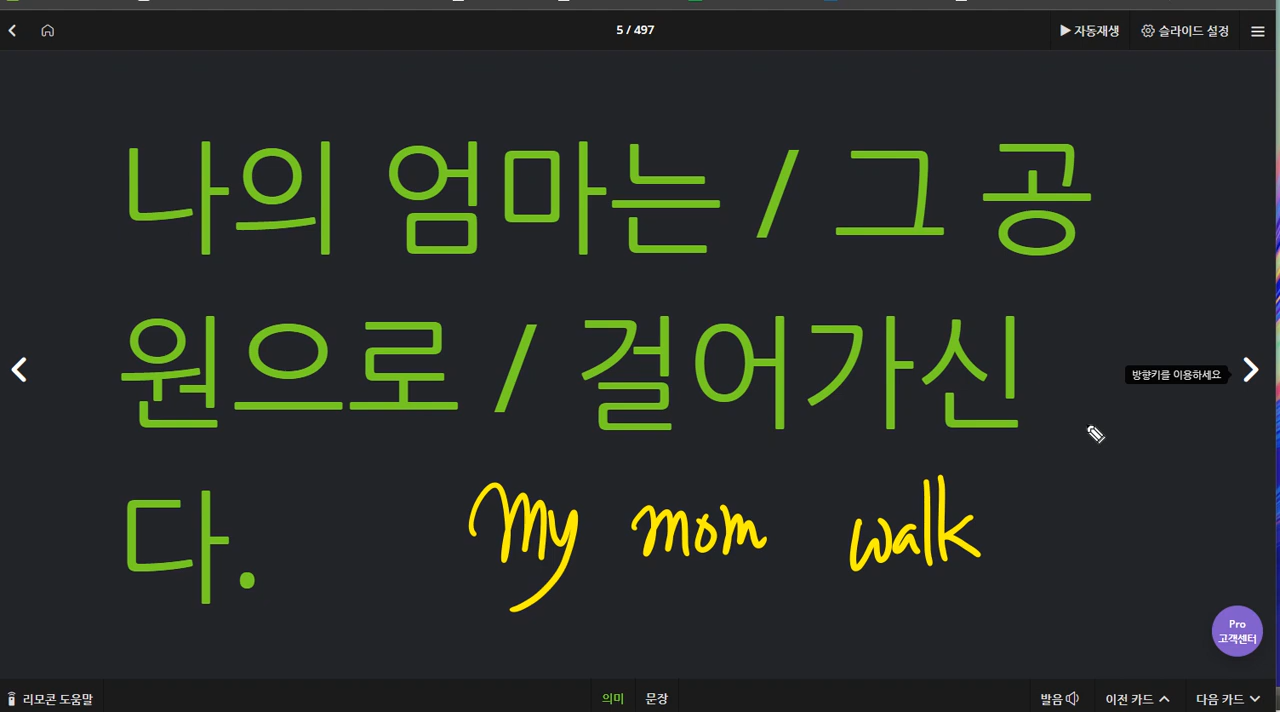 5 / 497
자동재생
슬라이드 설정
나의 엄마는 / 그 공
원으로 / 걸어가신
다.
방향키를 이용하세요
My mom walk
Pro
고객센터
리모콘 도움말
의미
문장
발음
이전 카드
다음 카드